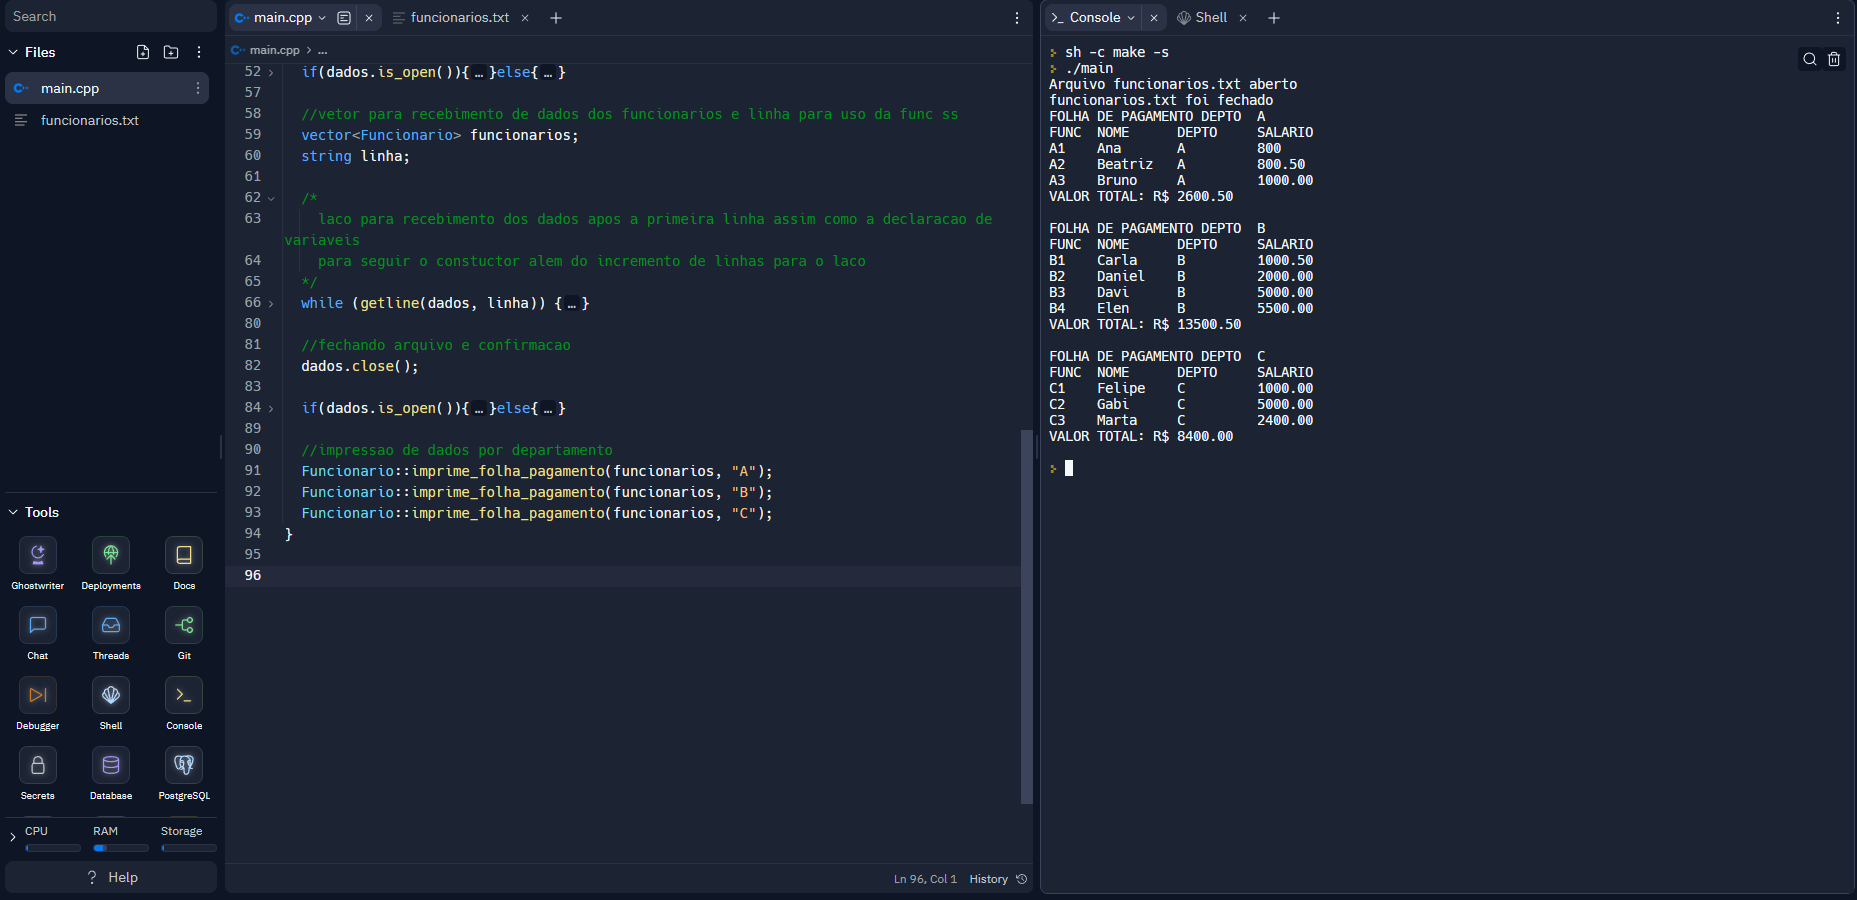 Search
Files
main.cpp
funcionarios.txt
Tools
Ghostwriter
Deployments
Docs
Chat
Threads
Git
Debugger
Shell
Console
Secrets
Database
PostgreSQL
CPU
RAM
Storage
? Help
main.cpp
funcionarios.txt
main.cpp > ...
52 if(dados.is_open()){ … }else{ … }
57
58 //vetor para recebimento de dados dos funcionarios e linha para uso da func ss
59 vector<Funcionario> funcionarios;
60 string linha;
61
62 /*
63 laco para recebimento dos dados apos a primeira linha assim como a declaracao de
variaveis
64 para seguir o constuctor alem do incremento de linhas para o laco
65 */
66 while (getline(dados, linha)) { … }
80
81 //fechando arquivo e confirmacao
82 dados.close();
83
84 if(dados.is_open()){ … }else{ … }
89
90 //impressao de dados por departamento
91 Funcionario::imprime_folha_pagamento(funcionarios, "A");
92 Funcionario::imprime_folha_pagamento(funcionarios, "B");
93 Funcionario::imprime_folha_pagamento(funcionarios, "C");
94 }
95
96
Ln 96, Col 1 History
Console
Shell
sh -c make -s
./main
Arquivo funcionarios.txt aberto
funcionarios.txt foi fechado
FOLHA DE PAGAMENTO DEPTO A
FUNC NOME DEPTO SALARIO
A1 Ana A 800
A2 Beatriz A 800.50
A3 Bruno A 1000.00
VALOR TOTAL: R$ 2600.50
FOLHA DE PAGAMENTO DEPTO B
FUNC NOME DEPTO SALARIO
B1 Carla B 1000.50
B2 Daniel B 2000.00
B3 Davi B 5000.00
B4 Elen B 5500.00
VALOR TOTAL: R$ 13500.50
FOLHA DE PAGAMENTO DEPTO C
FUNC NOME DEPTO SALARIO
C1 Felipe C 1000.00
C2 Gabi C 5000.00
C3 Marta C 2400.00
VALOR TOTAL: R$ 8400.00